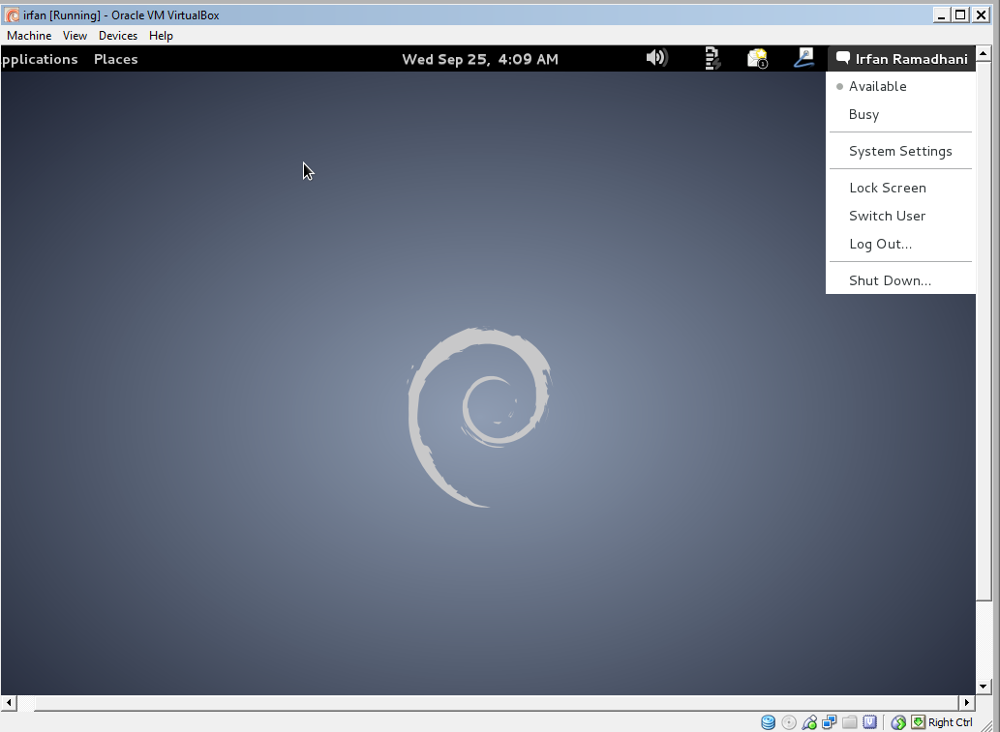 irfan [Running] - Oracle VM VirtualBox
Machine View Devices Help
pplications Places Wed Sep 25, 4:09 AM 1 Irfan Ramadhani
Available
Busy
System Settings
Lock Screen
Switch User
Log Out...
Shut Down...
Right Ctrl